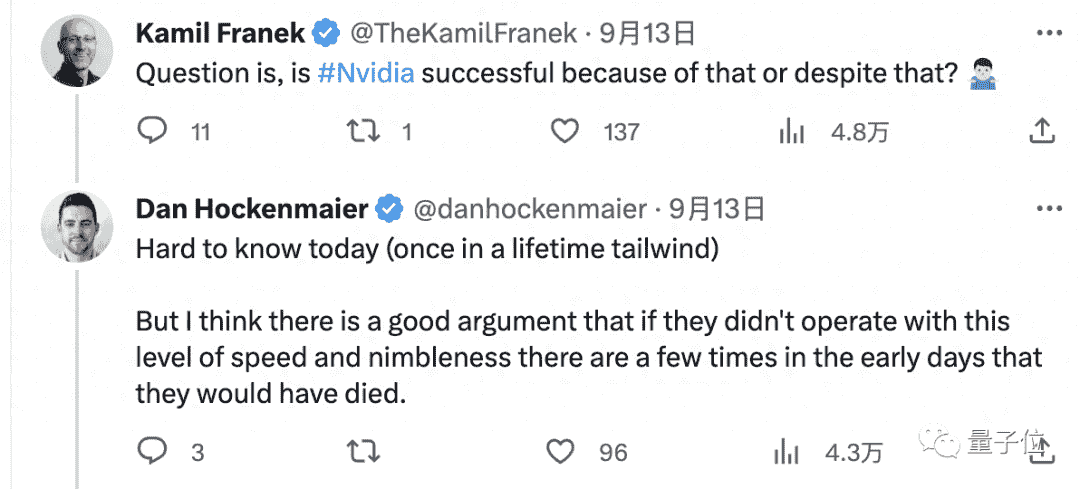 Kamil Franek @TheKamilFranek · 9月13日
Question is, is #Nvidia successful because of that or despite that? 🤷🏻‍♂️
11 1 137 4.8万
Dan Hockenmaier @danhockenmaier · 9月13日
Hard to know today (once in a lifetime tailwind)
But I think there is a good argument that if they didn't operate with this
level of speed and nimbleness there are a few times in the early days that
they would have died.
3 96 4.3万
量子位